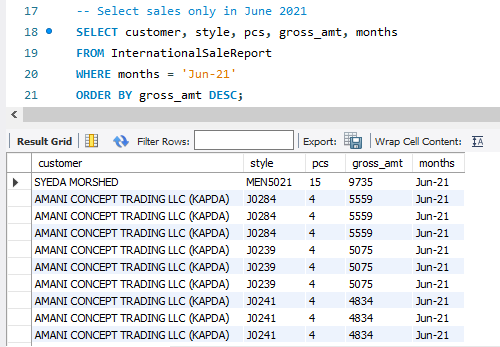 17 -- Select sales only in June 2021
18 SELECT customer, style, pcs, gross_amt, months
19 FROM InternationalSaleReport
20 WHERE months = 'Jun-21'
21 ORDER BY gross_amt DESC;
Result Grid Filter Rows: Export: Wrap Cell Content:
customer style pcs gross_amt months
SYEDA MORSHED MEN5021 15 9735 Jun-21
AMANI CONCEPT TRADING LLC (KAPDA) J0284 4 5559 Jun-21
AMANI CONCEPT TRADING LLC (KAPDA) J0284 4 5559 Jun-21
AMANI CONCEPT TRADING LLC (KAPDA) J0284 4 5559 Jun-21
AMANI CONCEPT TRADING LLC (KAPDA) J0239 4 5075 Jun-21
AMANI CONCEPT TRADING LLC (KAPDA) J0239 4 5075 Jun-21
AMANI CONCEPT TRADING LLC (KAPDA) J0239 4 5075 Jun-21
AMANI CONCEPT TRADING LLC (KAPDA) J0241 4 4834 Jun-21
AMANI CONCEPT TRADING LLC (KAPDA) J0241 4 4834 Jun-21
AMANI CONCEPT TRADING LLC (KAPDA) J0241 4 4834 Jun-21